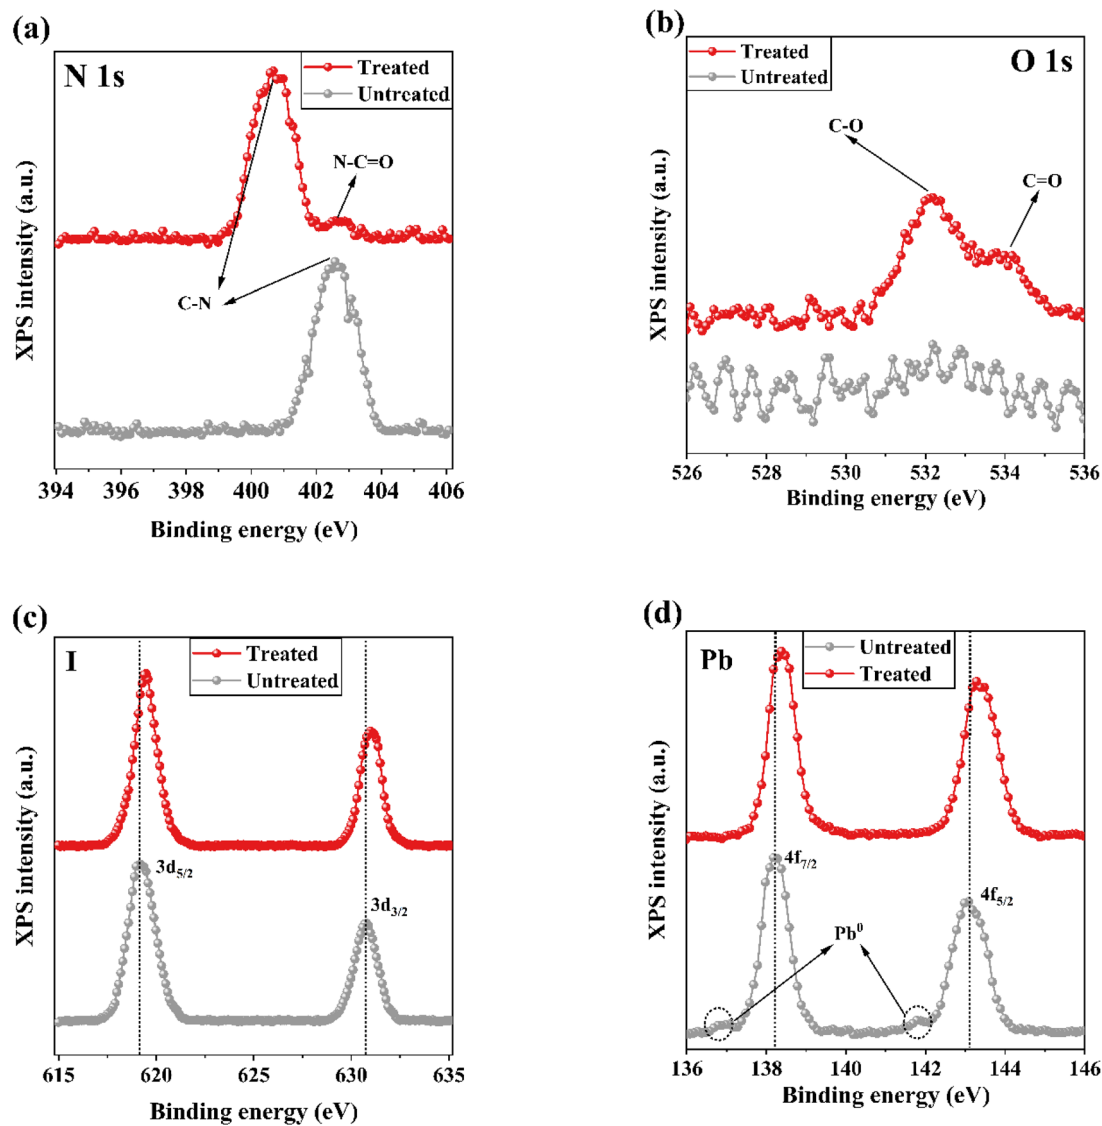 (a)
N 1s
Treated
Untreated
N-C=O
C-N
XPS intensity (a.u.)
394 396 398 400 402 404 406
Binding energy (eV)
(b)
Treated
Untreated
O 1s
C-O
C=O
XPS intensity (a.u.)
526 528 530 532 534 536
Binding energy (eV)
(c)
I
Treated
Untreated
3d5/2
3d3/2
XPS intensity (a.u.)
615 620 625 630 635
Binding energy (eV)
(d)
Pb
Untreated
Treated
4f7/2
4f5/2
Pb⁰
XPS intensity (a.u.)
136 138 140 142 144 146
Binding energy (eV)